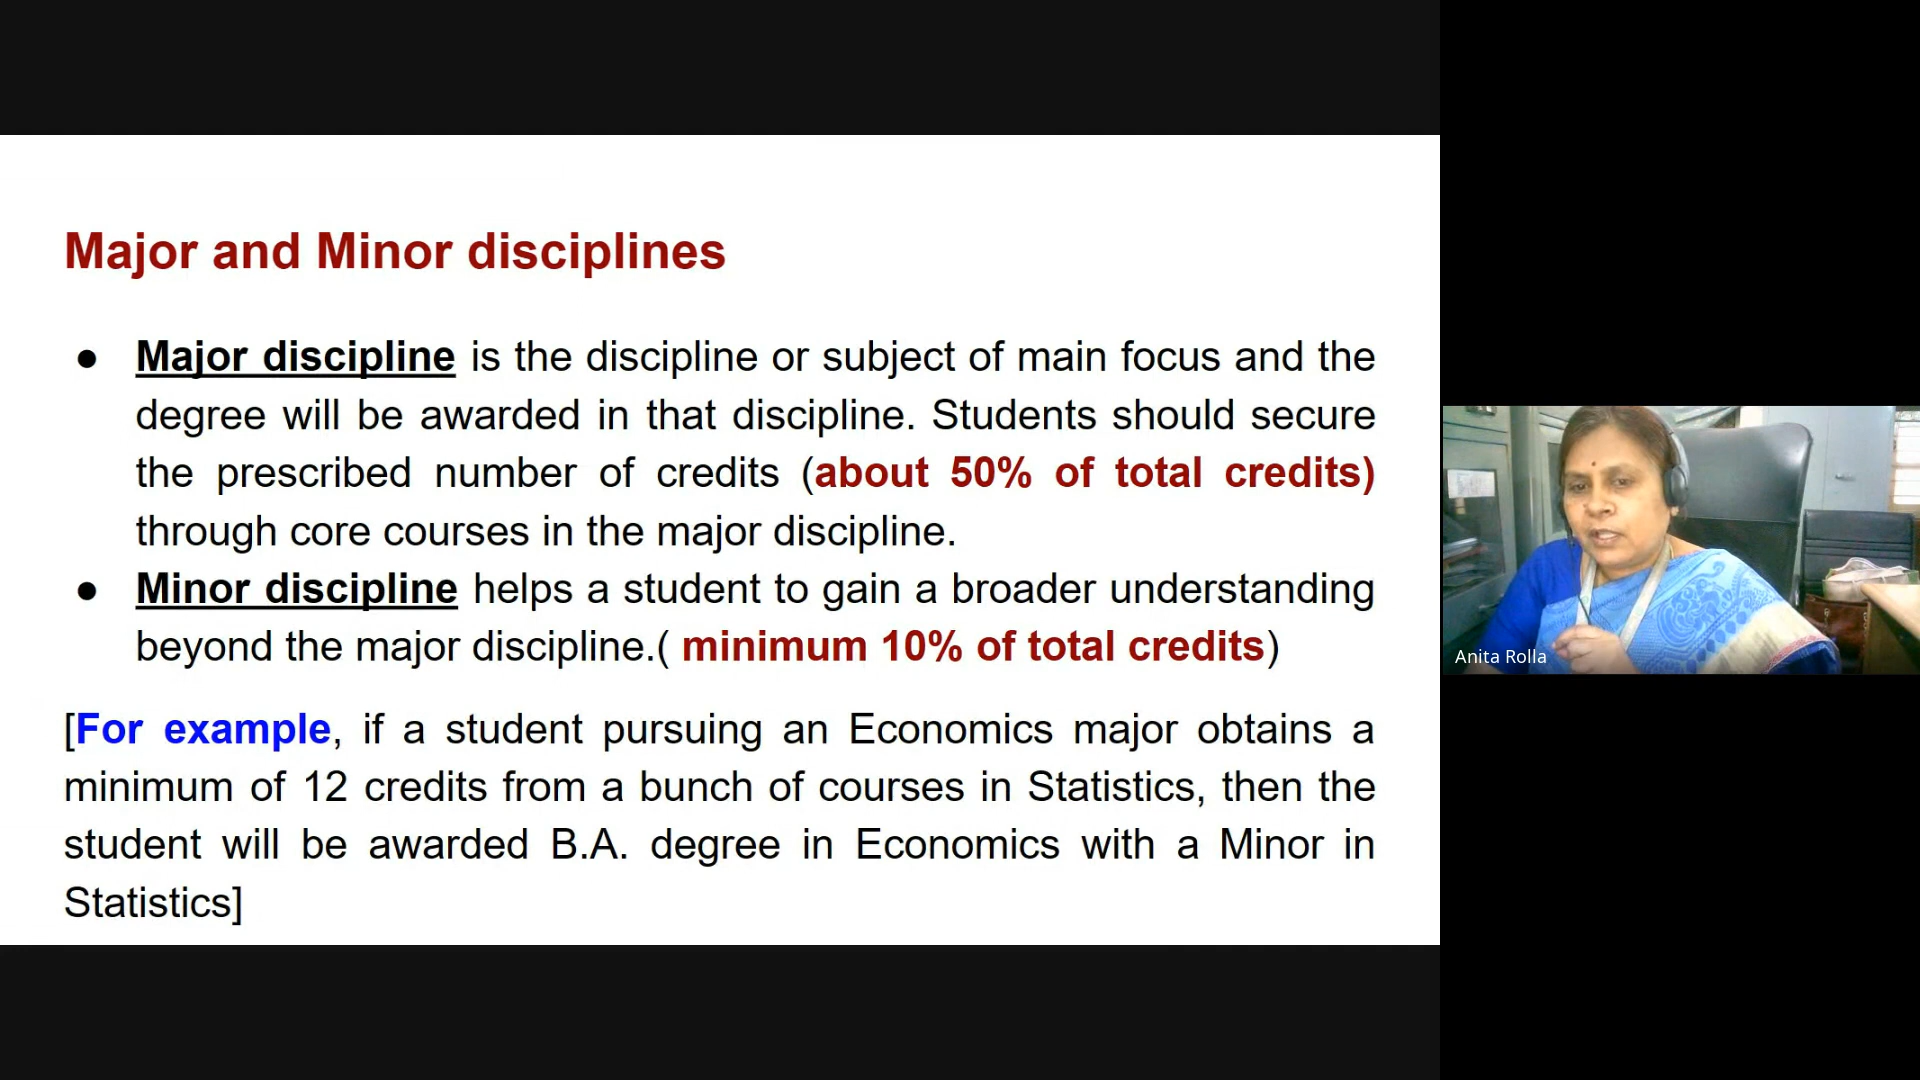 Major and Minor disciplines
● Major discipline is the discipline or subject of main focus and the
degree will be awarded in that discipline. Students should secure
the prescribed number of credits (about 50% of total credits)
through core courses in the major discipline.
● Minor discipline helps a student to gain a broader understanding
beyond the major discipline.( minimum 10% of total credits)
[For example, if a student pursuing an Economics major obtains a
minimum of 12 credits from a bunch of courses in Statistics, then the
student will be awarded B.A. degree in Economics with a Minor in
Statistics]
Anita Rolla